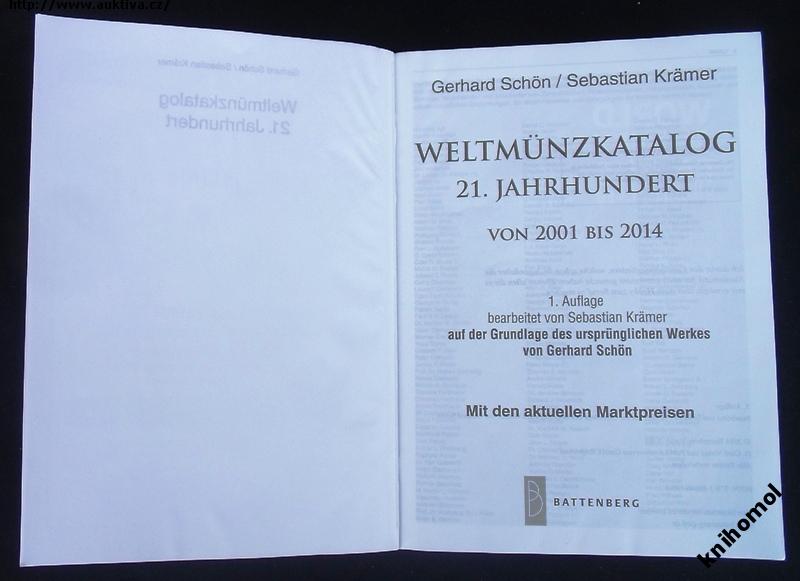 http://www.auktiva.cz/
Gerhard Schön / Sebastian Krämer
Weltmünzkatalog
21. Jahrhundert
Gerhard Schön / Sebastian Krämer
WELTMÜNZKATALOG
21. JAHRHUNDERT
VON 2001 BIS 2014
1. Auflage
bearbeitet von Sebastian Krämer
auf der Grundlage des ursprünglichen Werkes
von Gerhard Schön
Mit den aktuellen Marktpreisen
BATTENBERG
knihomol